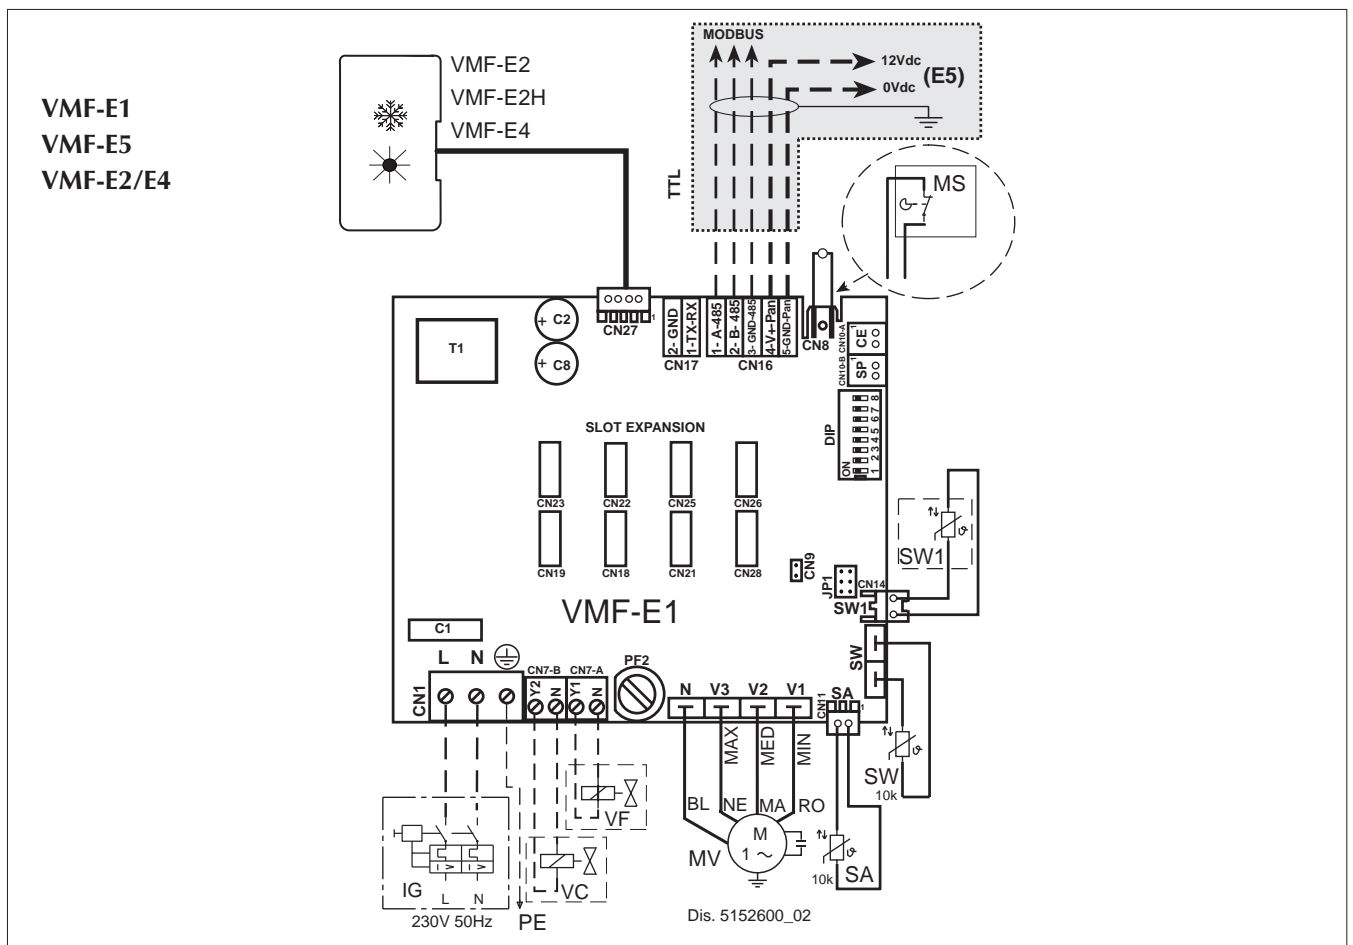 VMF-E1
VMF-E5
VMF-E2/E4
VMF-E2
VMF-E2H
VMF-E4
MODBUS
12Vdc
0Vdc
(E5)
TTL
MS
T1
+ C2
+ C8
CN27
1
2- GND
1-TX-RX
CN17
1- A-485
2- B- 485
3- GND-485
4-V+-Pan
5-GND-Pan
CN16
CN8
CN10-A
CE
1
CN10-B
SP
1
DIP
ON
1 2 3 4 5 6 7 8
SLOT EXPANSION
CN23
CN22
CN25
CN26
CN19
CN18
CN21
CN28
CN9
JP1
CN14
SW1
SW1
VMF-E1
C1
L
N
CN1
CN7-B
CN7-A
Y2
N
Y1
N
PF2
N
V3
V2
V1
CN11
SA
1
SW
MAX
MED
MIN
BL
NE
MA
RO
M
1 ~
MV
SW
10k
SA
10k
VF
VC
IG
L
N
230V 50Hz
PE
Dis. 5152600_02